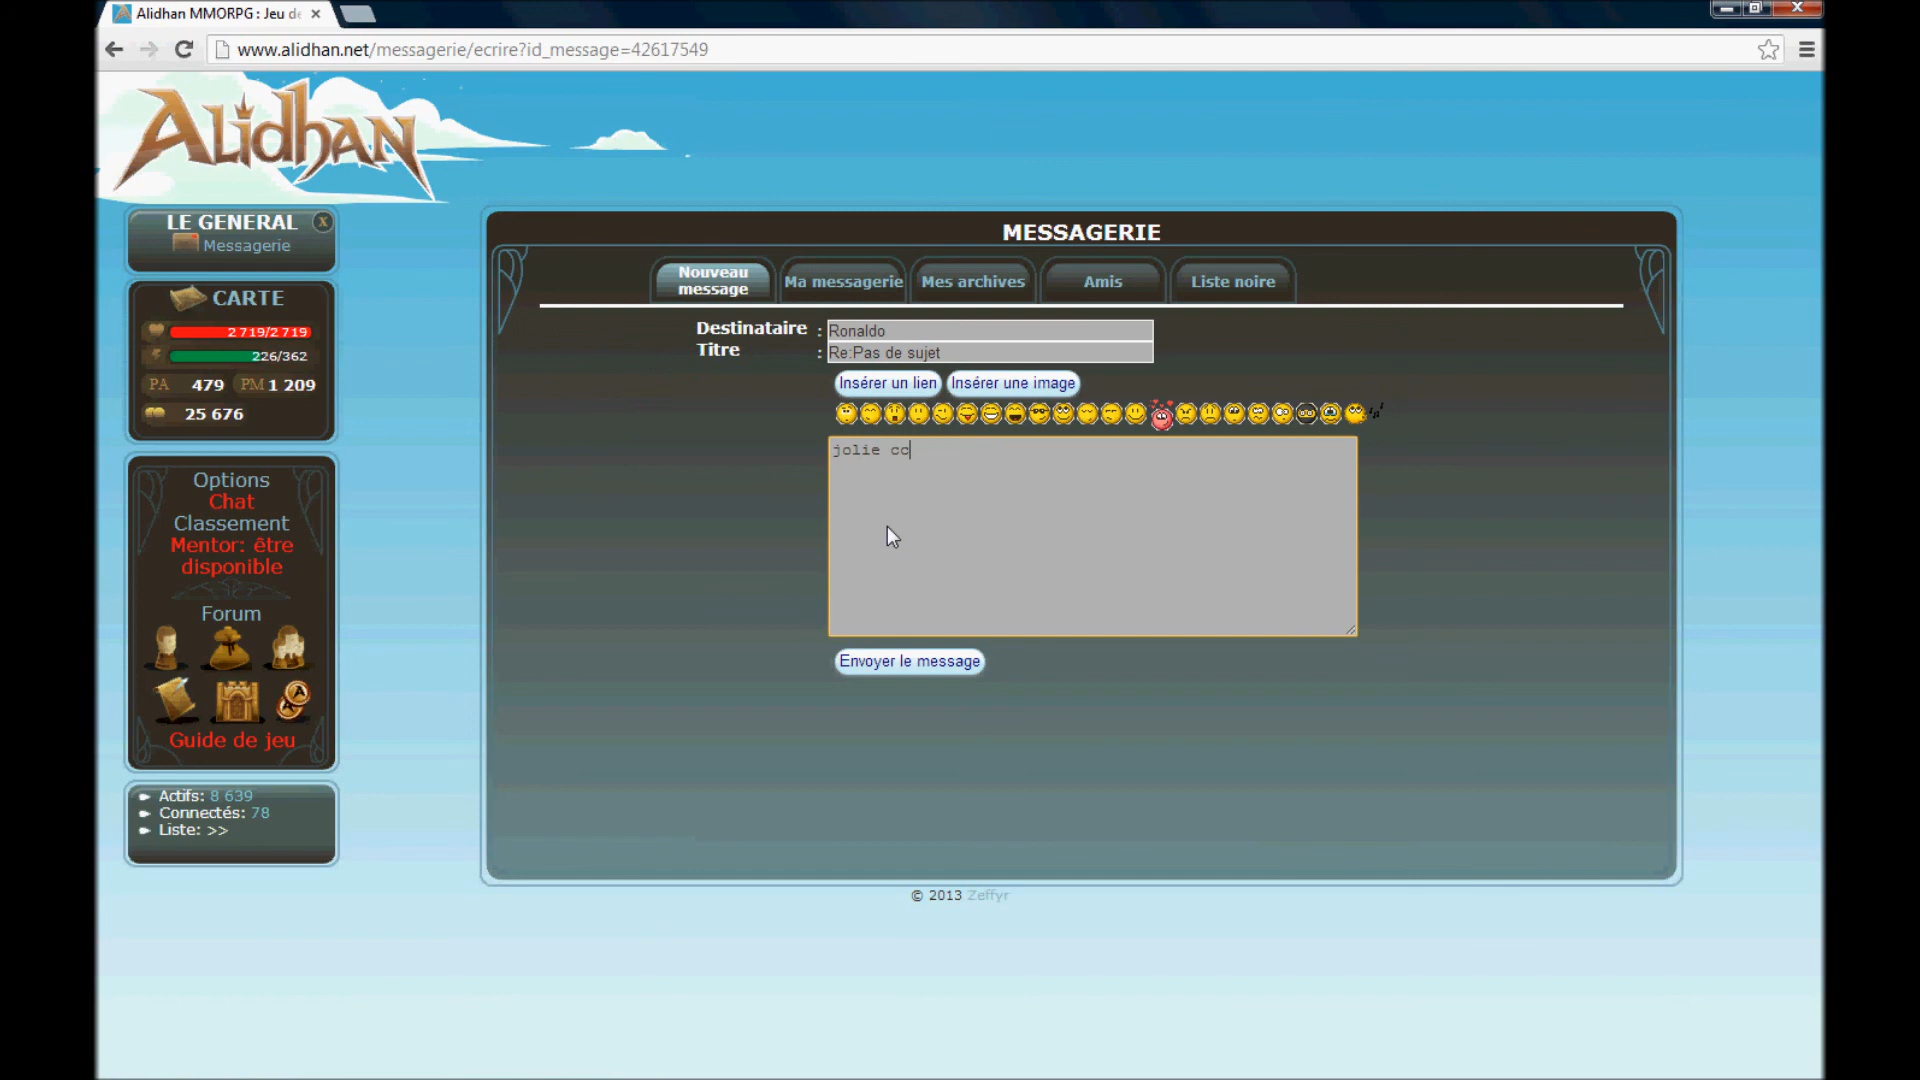 Alidhan MMORPG : Jeu de
www.alidhan.net/messagerie/ecrire?id_message=42617549
Alidhan
LE GENERAL X
Messagerie
CARTE
2 719/2 719
226/362
PA 479 PM 1 209
25 676
Options
Chat
Classement
Mentor: être
disponible
Forum
Guide de jeu
Actifs: 8 639
Connectés: 78
Liste: >>
MESSAGERIE
Nouveau
message
Ma messagerie
Mes archives
Amis
Liste noire
Destinataire : Ronaldo
Titre : Re:Pas de sujet
Insérer un lien
Insérer une image
jolie cc
Envoyer le message
© 2013 Zeffyr